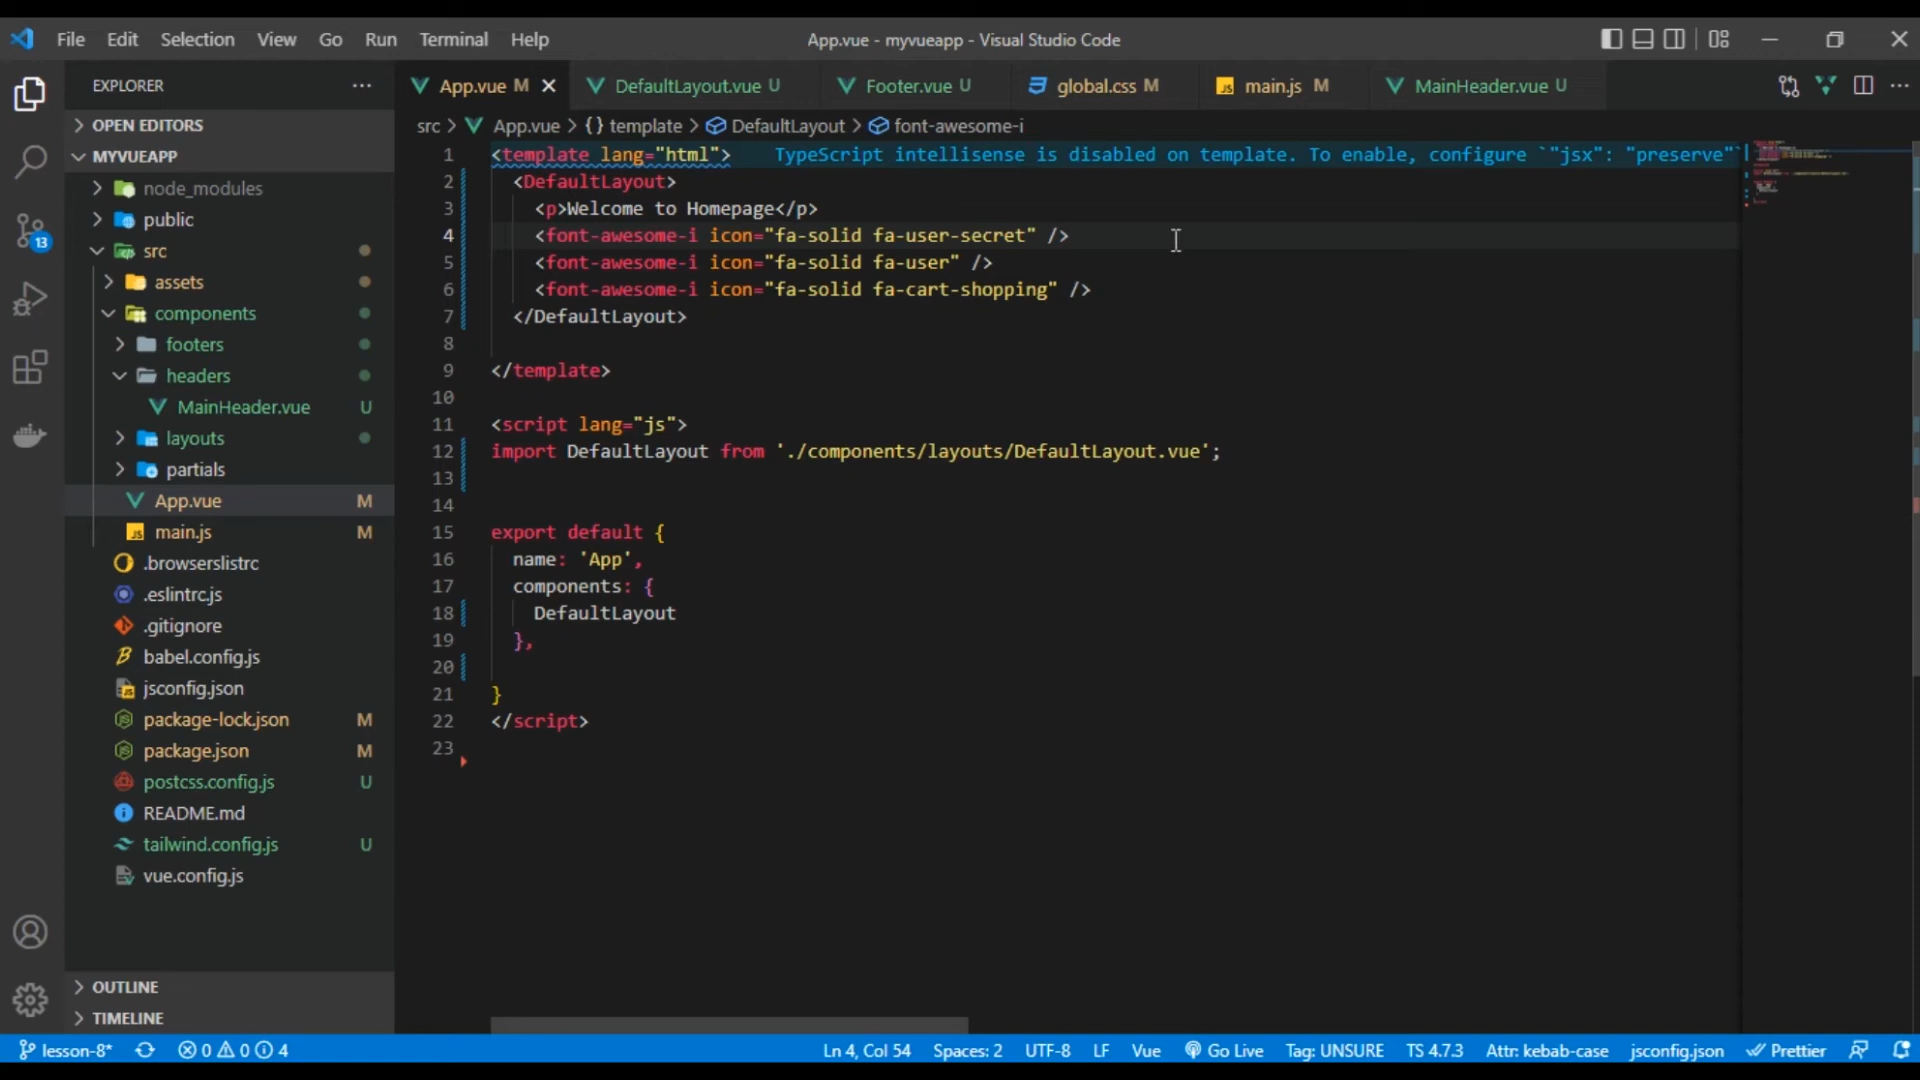 File Edit Selection View Go Run Terminal Help
App.vue - myvueapp - Visual Studio Code
EXPLORER
App.vue M
DefaultLayout.vue U
Footer.vue U
global.css M
main.js M
MainHeader.vue U
src > App.vue > {} template > DefaultLayout > font-awesome-i
OPEN EDITORS
MYVUEAPP
node_modules
public
src
assets
components
footers
headers
MainHeader.vue U
layouts
partials
App.vue M
main.js M
.browserslistrc
.eslintrc.js
.gitignore
babel.config.js
jsconfig.json
package-lock.json M
package.json M
postcss.config.js U
README.md
tailwind.config.js U
vue.config.js
OUTLINE
TIMELINE
13
1 <template lang="html"> TypeScript intellisense is disabled on template. To enable, configure `"jsx": "preserve"`
2 <DefaultLayout>
3 <p>Welcome to Homepage</p>
4 <font-awesome-i icon="fa-solid fa-user-secret" />
5 <font-awesome-i icon="fa-solid fa-user" />
6 <font-awesome-i icon="fa-solid fa-cart-shopping" />
7 </DefaultLayout>
8
9 </template>
10
11 <script lang="js">
12 import DefaultLayout from './components/layouts/DefaultLayout.vue';
13
14
15 export default {
16 name: 'App',
17 components: {
18 DefaultLayout
19 },
20
21 }
22 </script>
23
lesson-8* 0 0 4 Ln 4, Col 54 Spaces: 2 UTF-8 LF Vue Go Live Tag: UNSURE TS 4.7.3 Attr: kebab-case jsconfig.json Prettier